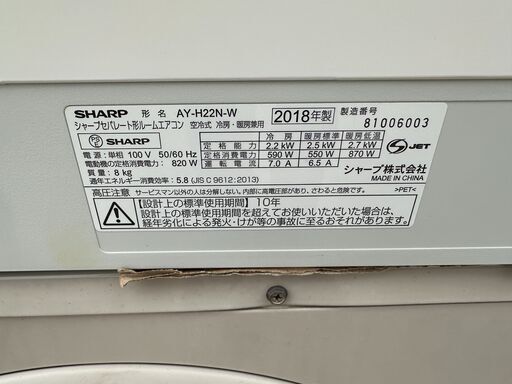 SHARP 形 名 AY-H22N-W 2018年製 製造番号
シャープセパレート形ルームエアコン 空冷式 冷房・暖房兼用 81006003
PS E SHARP 冷 房 暖房標準 暖房低温 JET
電源：単相 100 V 50/60 Hz 定格能力 2.2 kW 2.5 kW 2.7 kW
電動機の定格消費電力： 820 W 定格消費電力 590 W 550 W 870 W
質量：8 kg 運転電流 7.0 A 6.5 A シャープ株式会社
通年エネルギー消費効率：5.8 (JIS C 9612：2013) MADE IN CHINA
高圧注意 サービスマン以外の人は分解しないでください。内部に高電圧部があり、さわると危険です。 >PET<
【設計上の標準使用期間】10年
設計上の標準使用期間を超えてお使いいただいた場合は、
経年劣化による発火・けが等の事故に至るおそれがあります。